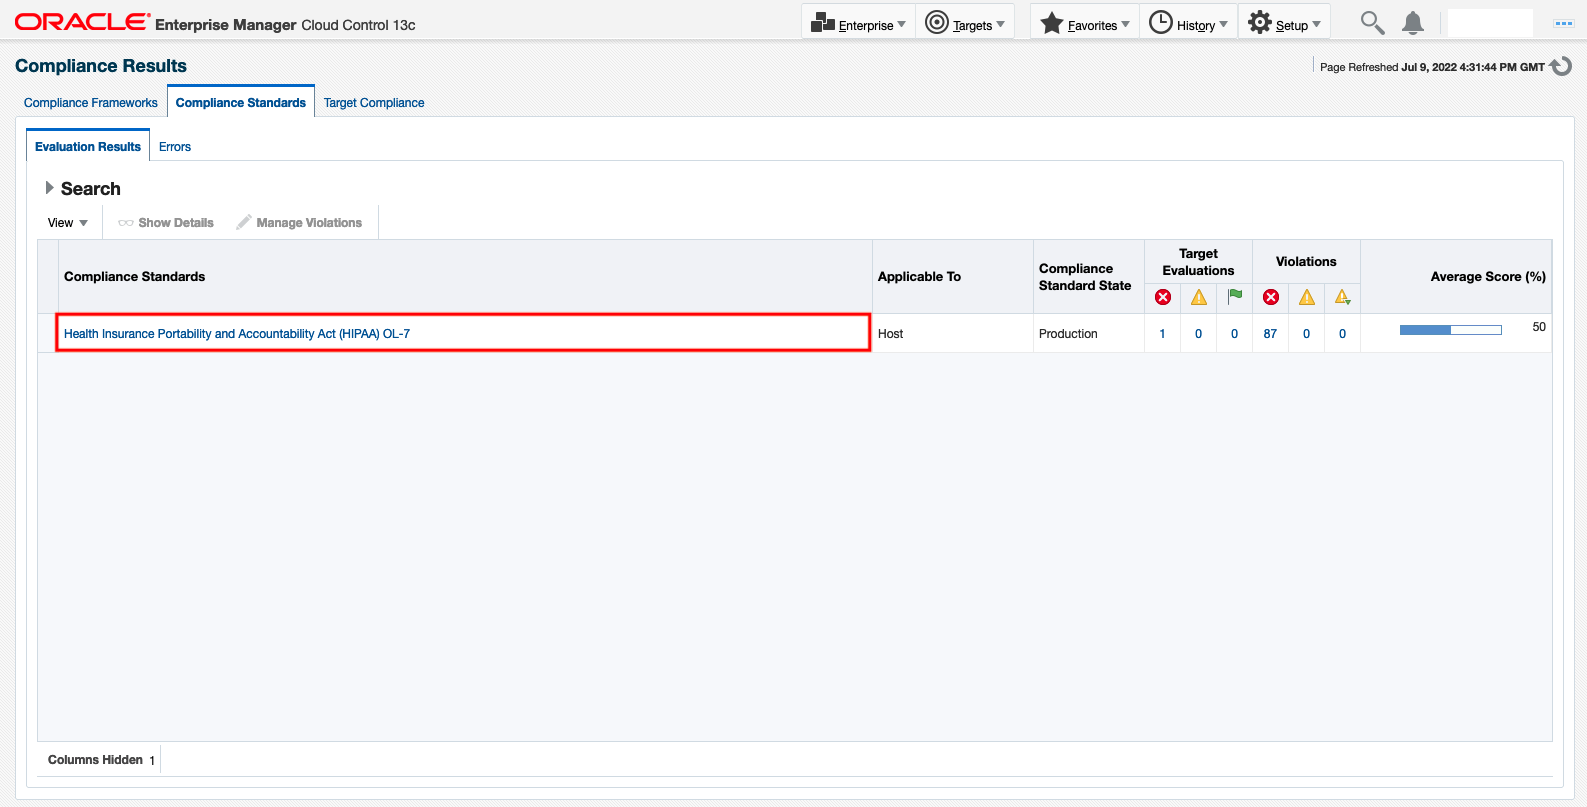 ORACLE® Enterprise Manager Cloud Control 13c
Enterprise
Targets
Favorites
History
Setup
Compliance Results
Page Refreshed Jul 9, 2022 4:31:44 PM GMT
Compliance Frameworks
Compliance Standards
Target Compliance
Evaluation Results
Errors
Search
View
Show Details
Manage Violations
Compliance Standards
Applicable To
Compliance
Standard State
Target
Evaluations
Violations
Average Score (%)
Health Insurance Portability and Accountability Act (HIPAA) OL-7
Host
Production
1
0
0
87
0
0
50
Columns Hidden 1